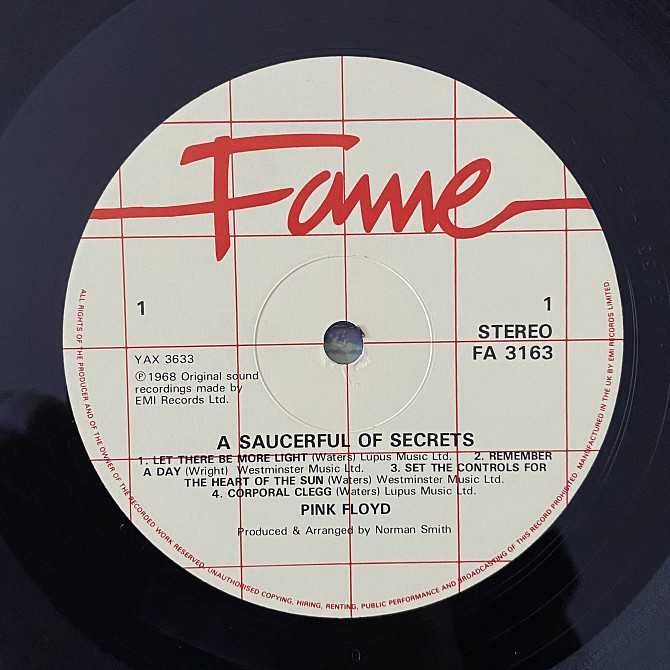 Fame
1
1
STEREO
FA 3163
YAX 3633
℗1968 Original sound
recordings made by
EMI Records Ltd.
A SAUCERFUL OF SECRETS
1. LET THERE BE MORE LIGHT (Waters) Lupus Music Ltd. 2. REMEMBER
A DAY (Wright) Westminster Music Ltd. 3. SET THE CONTROLS FOR
THE HEART OF THE SUN (Waters) Westminster Music Ltd.
4. CORPORAL CLEGG (Waters) Lupus Music Ltd.
PINK FLOYD
Produced & Arranged by Norman Smith
ALL RIGHTS OF THE PRODUCER AND OF THE OWNER OF THE RECORDED WORK RESERVED. UNAUTHORISED COPYING, HIRING, RENTING, PUBLIC PERFORMANCE AND BROADCASTING OF THIS RECORD PROHIBITED. MANUFACTURED IN THE UK BY EMI RECORDS LIMITED.